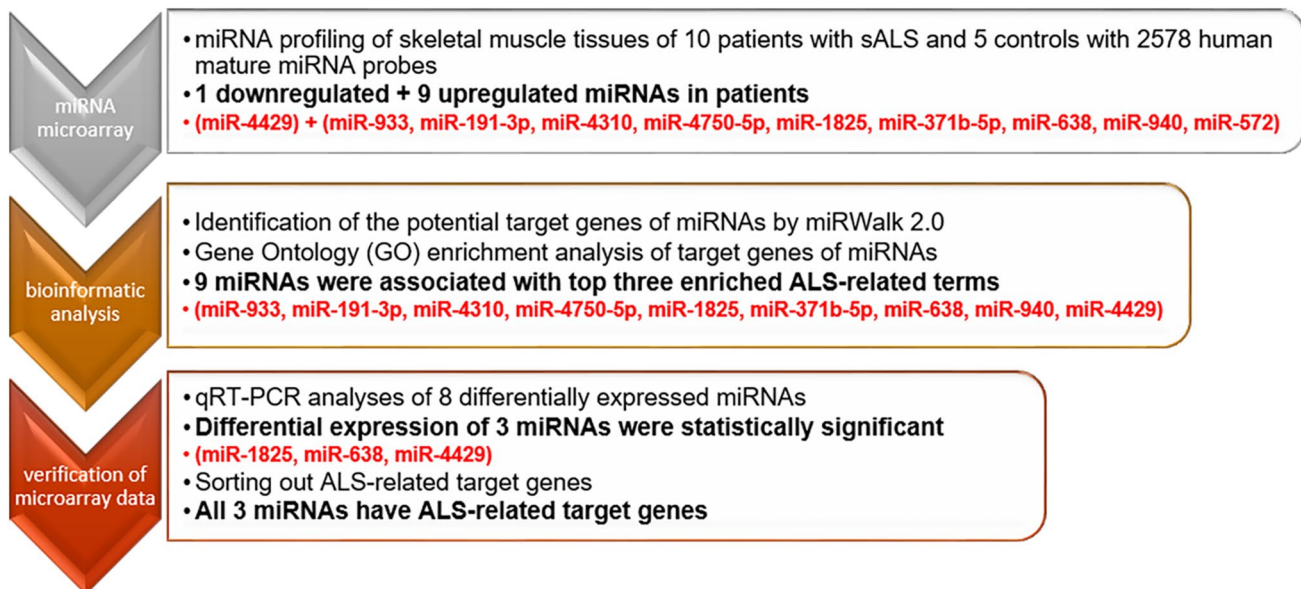 miRNA
microarray
• miRNA profiling of skeletal muscle tissues of 10 patients with sALS and 5 controls with 2578 human
mature miRNA probes
• 1 downregulated + 9 upregulated miRNAs in patients
• (miR-4429) + (miR-933, miR-191-3p, miR-4310, miR-4750-5p, miR-1825, miR-371b-5p, miR-638, miR-940, miR-572)
bioinformatic
analysis
• Identification of the potential target genes of miRNAs by miRWalk 2.0
• Gene Ontology (GO) enrichment analysis of target genes of miRNAs
• 9 miRNAs were associated with top three enriched ALS-related terms
• (miR-933, miR-191-3p, miR-4310, miR-4750-5p, miR-1825, miR-371b-5p, miR-638, miR-940, miR-4429)
verification of
microarray data
• qRT-PCR analyses of 8 differentially expressed miRNAs
• Differential expression of 3 miRNAs were statistically significant
• (miR-1825, miR-638, miR-4429)
• Sorting out ALS-related target genes
• All 3 miRNAs have ALS-related target genes